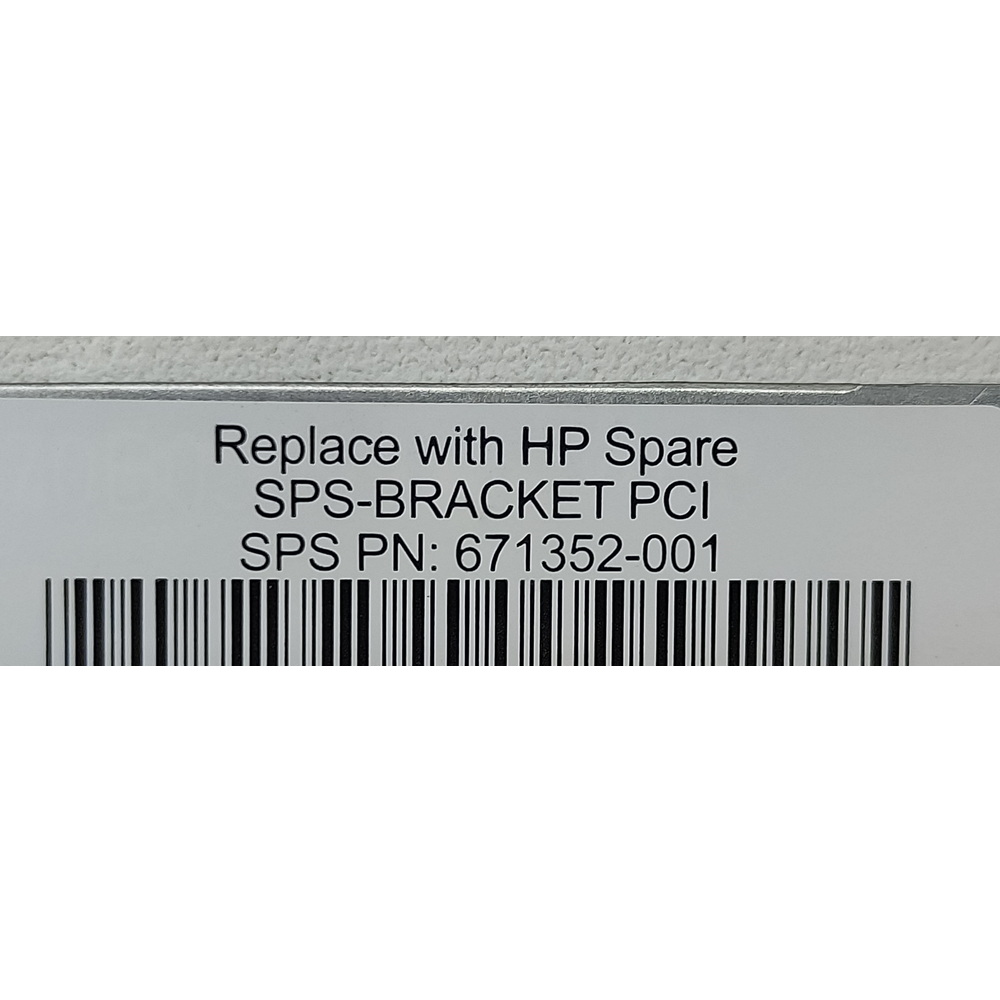 Replace with HP Spare
SPS-BRACKET PCI
SPS PN: 671352-001